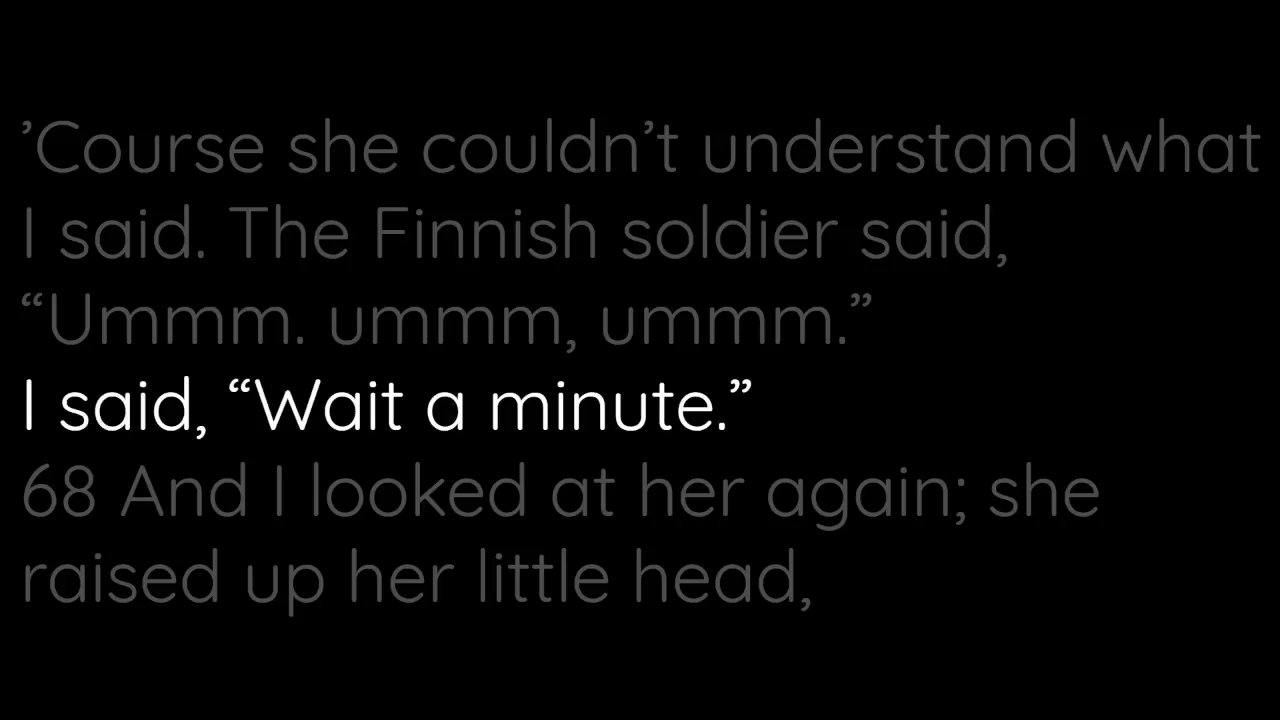 ’Course she couldn’t understand what
I said. The Finnish soldier said,
“Ummm. ummm, ummm.”
I said, “Wait a minute.”
68 And I looked at her again; she
raised up her little head,